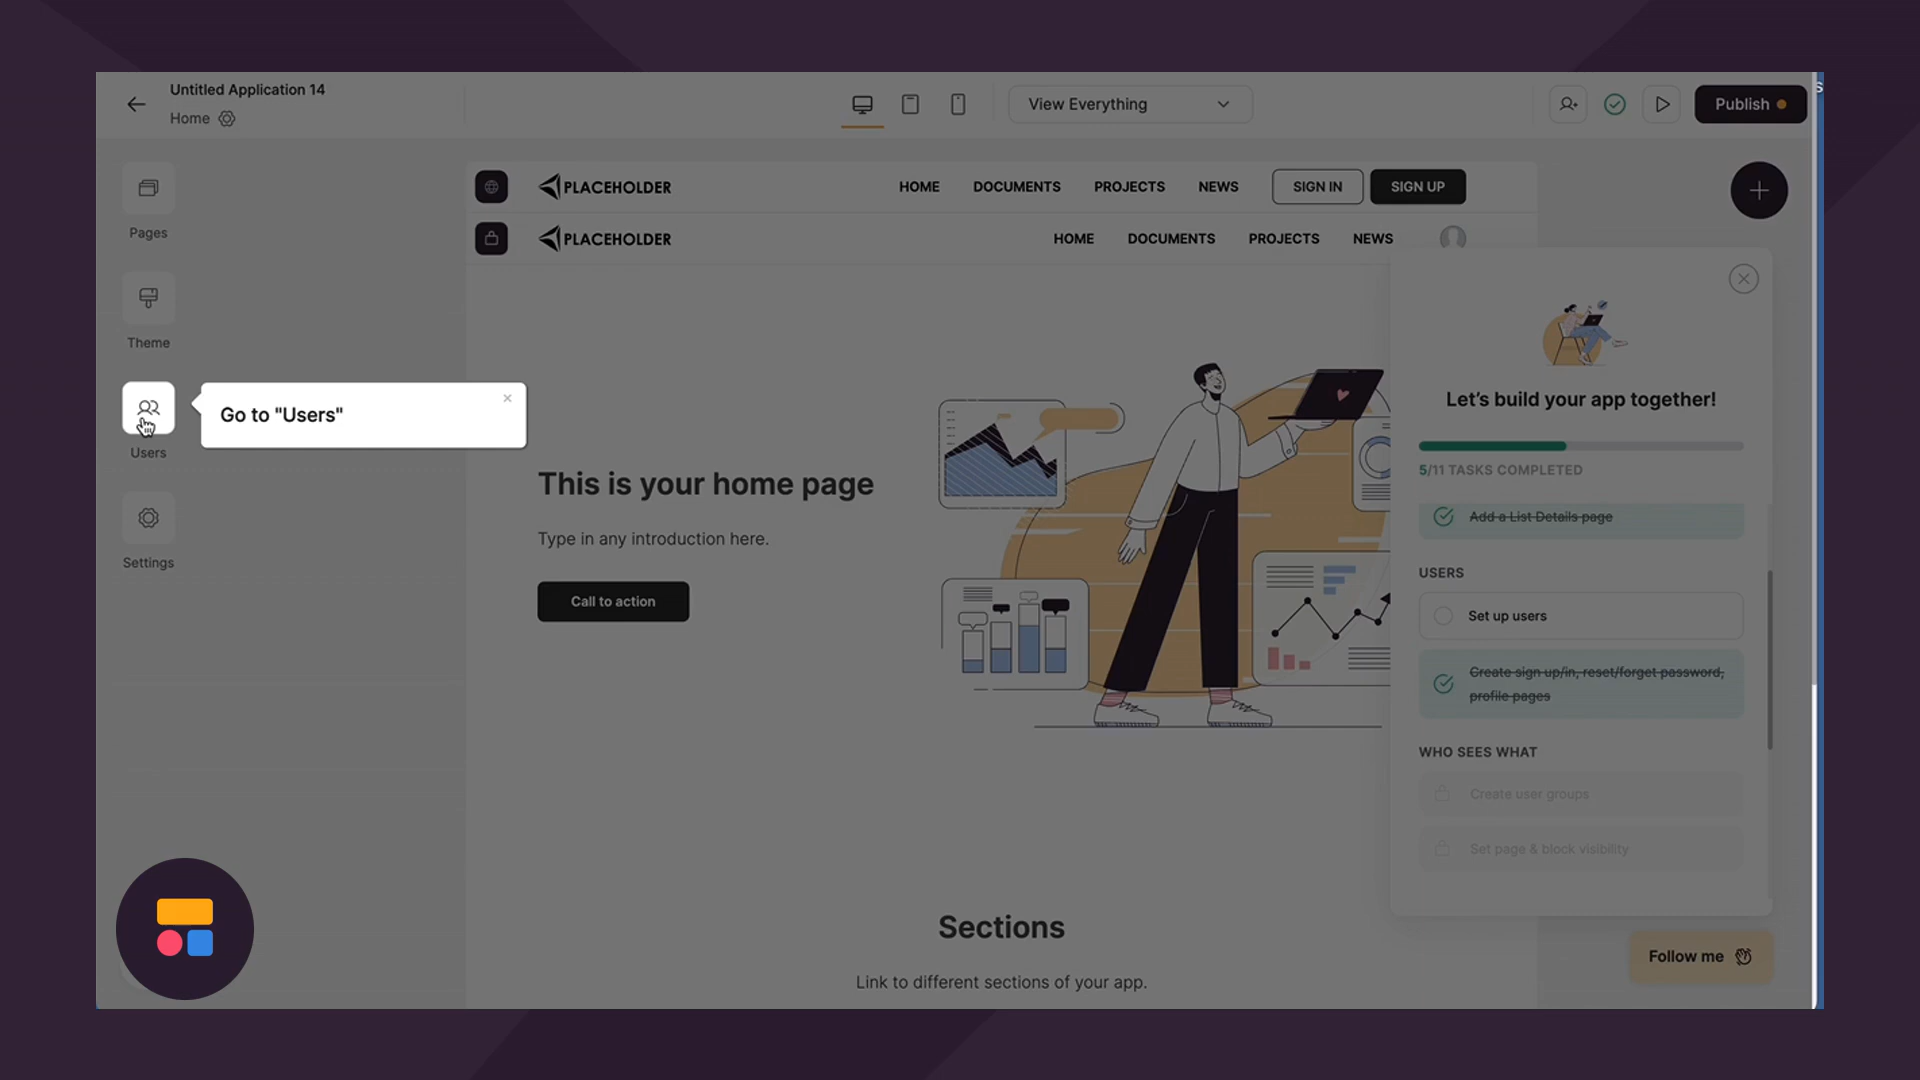 Untitled Application 14
Home
View Everything
Publish
s
Pages
Theme
Users
Settings
Go to "Users"
PLACEHOLDER
HOME
DOCUMENTS
PROJECTS
NEWS
SIGN IN
SIGN UP
PLACEHOLDER
HOME
DOCUMENTS
PROJECTS
NEWS
This is your home page
Type in any introduction here.
Call to action
Sections
Link to different sections of your app.
Let's build your app together!
5/11 TASKS COMPLETED
Add a List Details page
USERS
Set up users
Create sign up/in, reset/forget password,
profile pages
WHO SEES WHAT
Create user groups
Set page & block visibility
Follow me